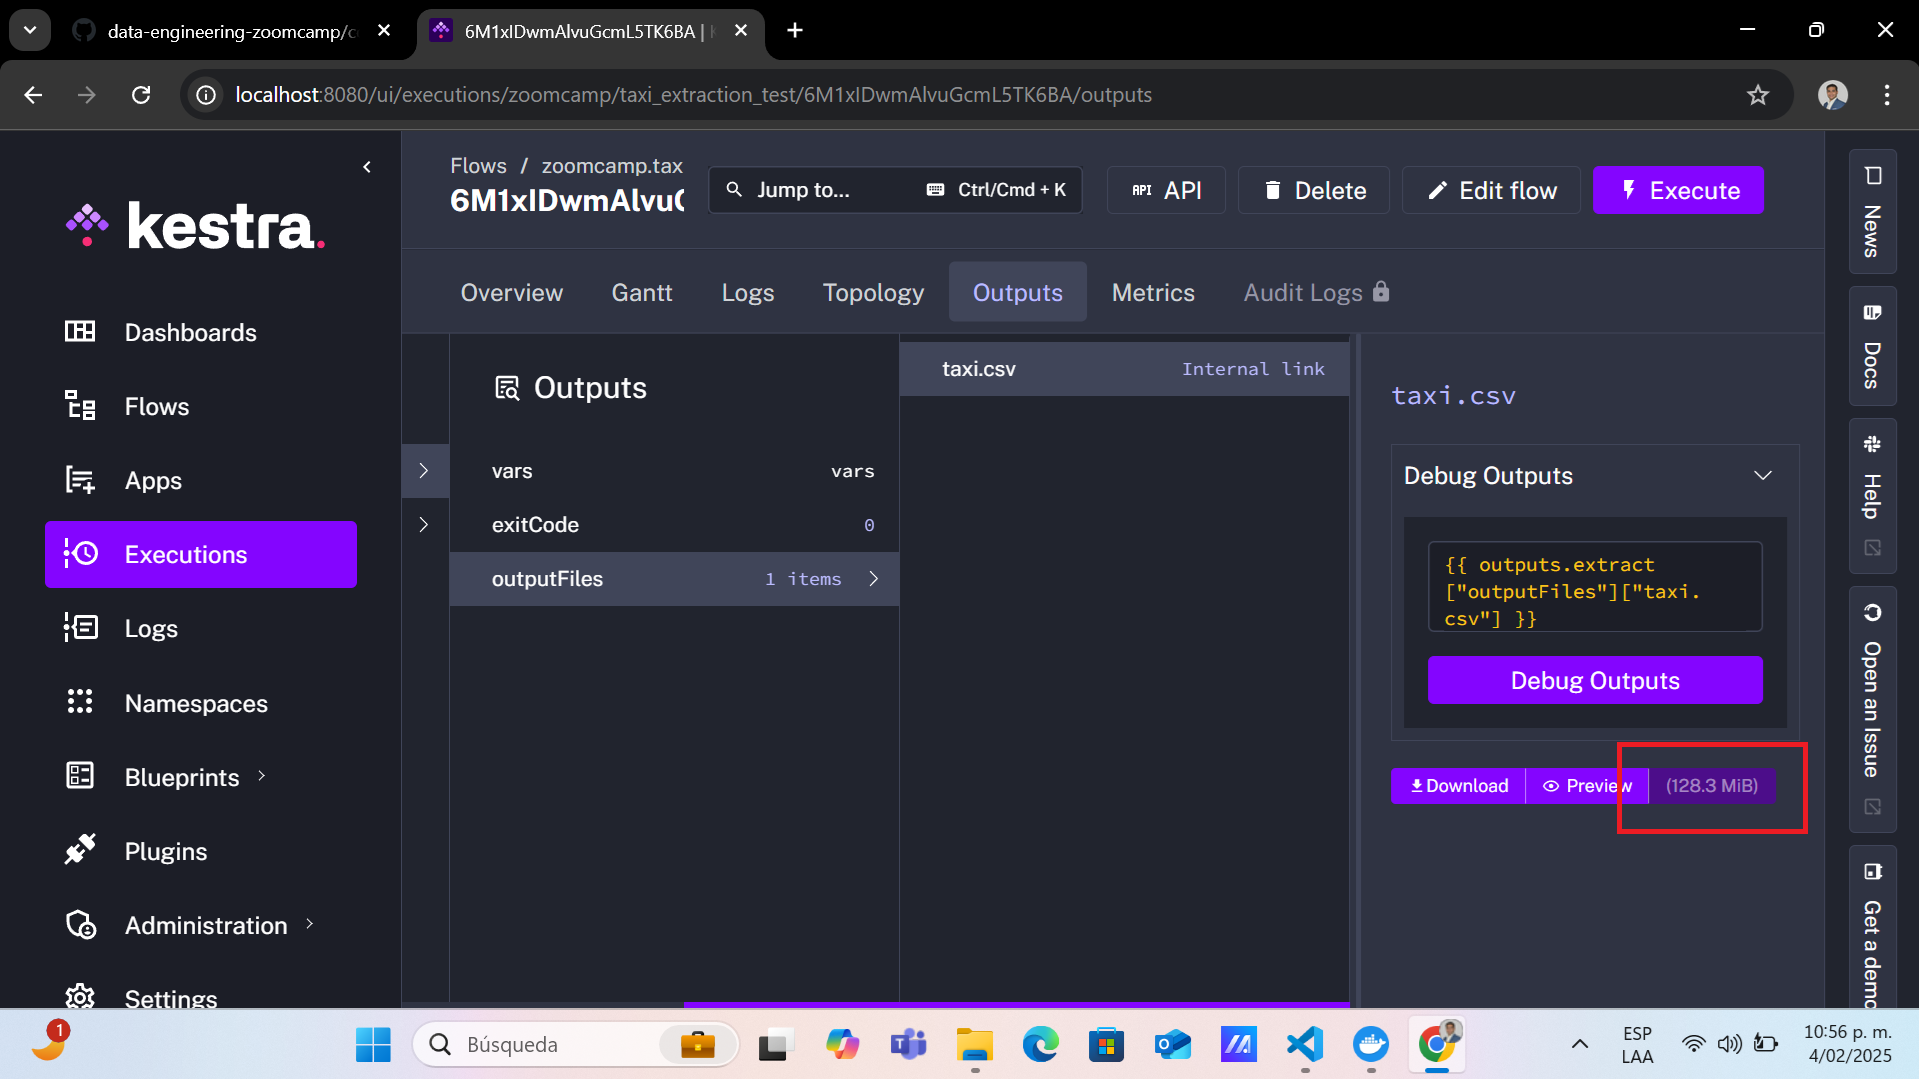 data-engineering-zoomcamp/c
6M1xIDwmAlvuGcmL5TK6BA |
localhost:8080/ui/executions/zoomcamp/taxi_extraction_test/6M1xIDwmAlvuGcmL5TK6BA/outputs
kestra.
Dashboards
Flows
Apps
Executions
Logs
Namespaces
Blueprints
Plugins
Administration
Settings
Flows / zoomcamp.tax
6M1xIDwmAlvu
Jump to... Ctrl/Cmd + K
API API
Delete
Edit flow
Execute
Overview Gantt Logs Topology Outputs Metrics Audit Logs
Outputs
vars vars
exitCode 0
outputFiles 1 items
taxi.csv Internal link
taxi.csv
Debug Outputs
{{ outputs.extract
["outputFiles"]["taxi.
csv"] }}
Debug Outputs
Download Preview (128.3 MiB)
News
Docs
Help
Open an Issue
Get a demo
1
Búsqueda
ESP
LAA
10:56 p. m.
4/02/2025